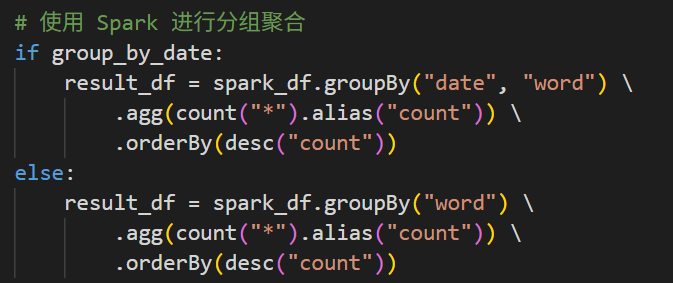 # 使用 Spark 进行分组聚合
if group_by_date:
    result_df = spark_df.groupBy("date", "word") \
        .agg(count("*").alias("count")) \
        .orderBy(desc("count"))
else:
    result_df = spark_df.groupBy("word") \
        .agg(count("*").alias("count")) \
        .orderBy(desc("count"))